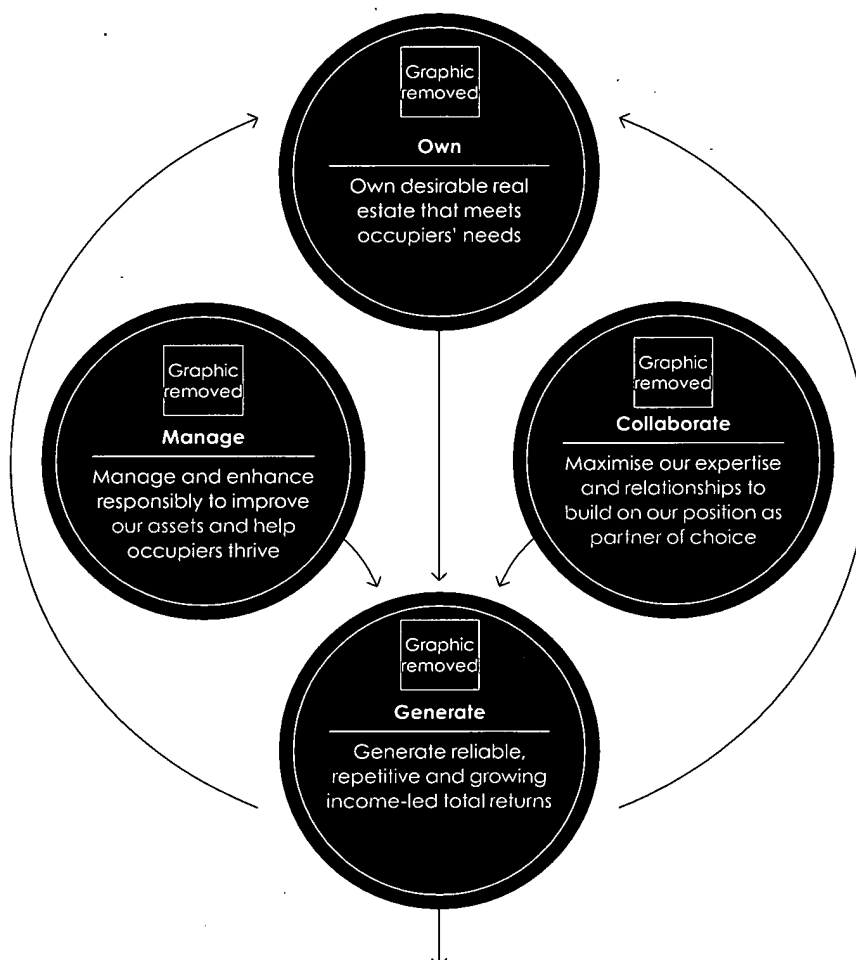 Graphic
removed
Own
Own desirable real
estate that meets
occupiers' needs
Graphic
removed
Manage
Manage and enhance
responsibly to improve
our assets and help
occupiers thrive
Graphic
removed
Collaborate
Maximise our expertise
and relationships to
build on our position as
partner of choice
Graphic
removed
Generate
Generate reliable,
repetitive and growing
income-led total returns